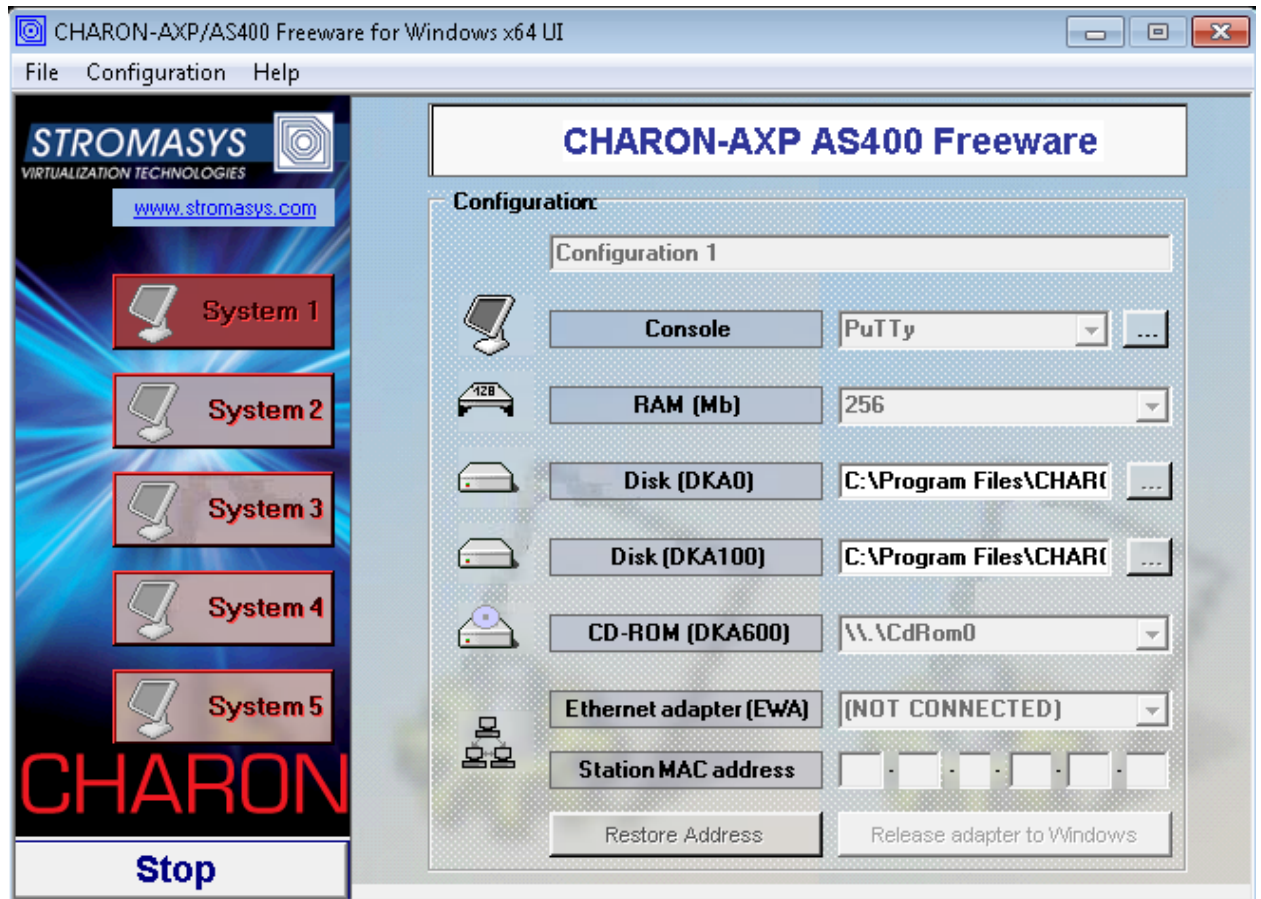 CHARON-AXP/AS400 Freeware for Windows x64 UI
File Configuration Help
STROMASYS
VIRTUALIZATION TECHNOLOGIES
www.stromasys.com
System 1
System 2
System 3
System 4
System 5
CHARON
Stop
CHARON-AXP AS400 Freeware
Configuration:
Configuration 1
Console PuTTy ...
128
RAM (Mb) 256
Disk (DKA0) C:\Program Files\CHAR( ...
Disk (DKA100) C:\Program Files\CHAR( ...
CD-ROM (DKA600) \\.\CdRom0
Ethernet adapter (EWA) (NOT CONNECTED)
Station MAC address - - - - -
Restore Address Release adapter to Windows